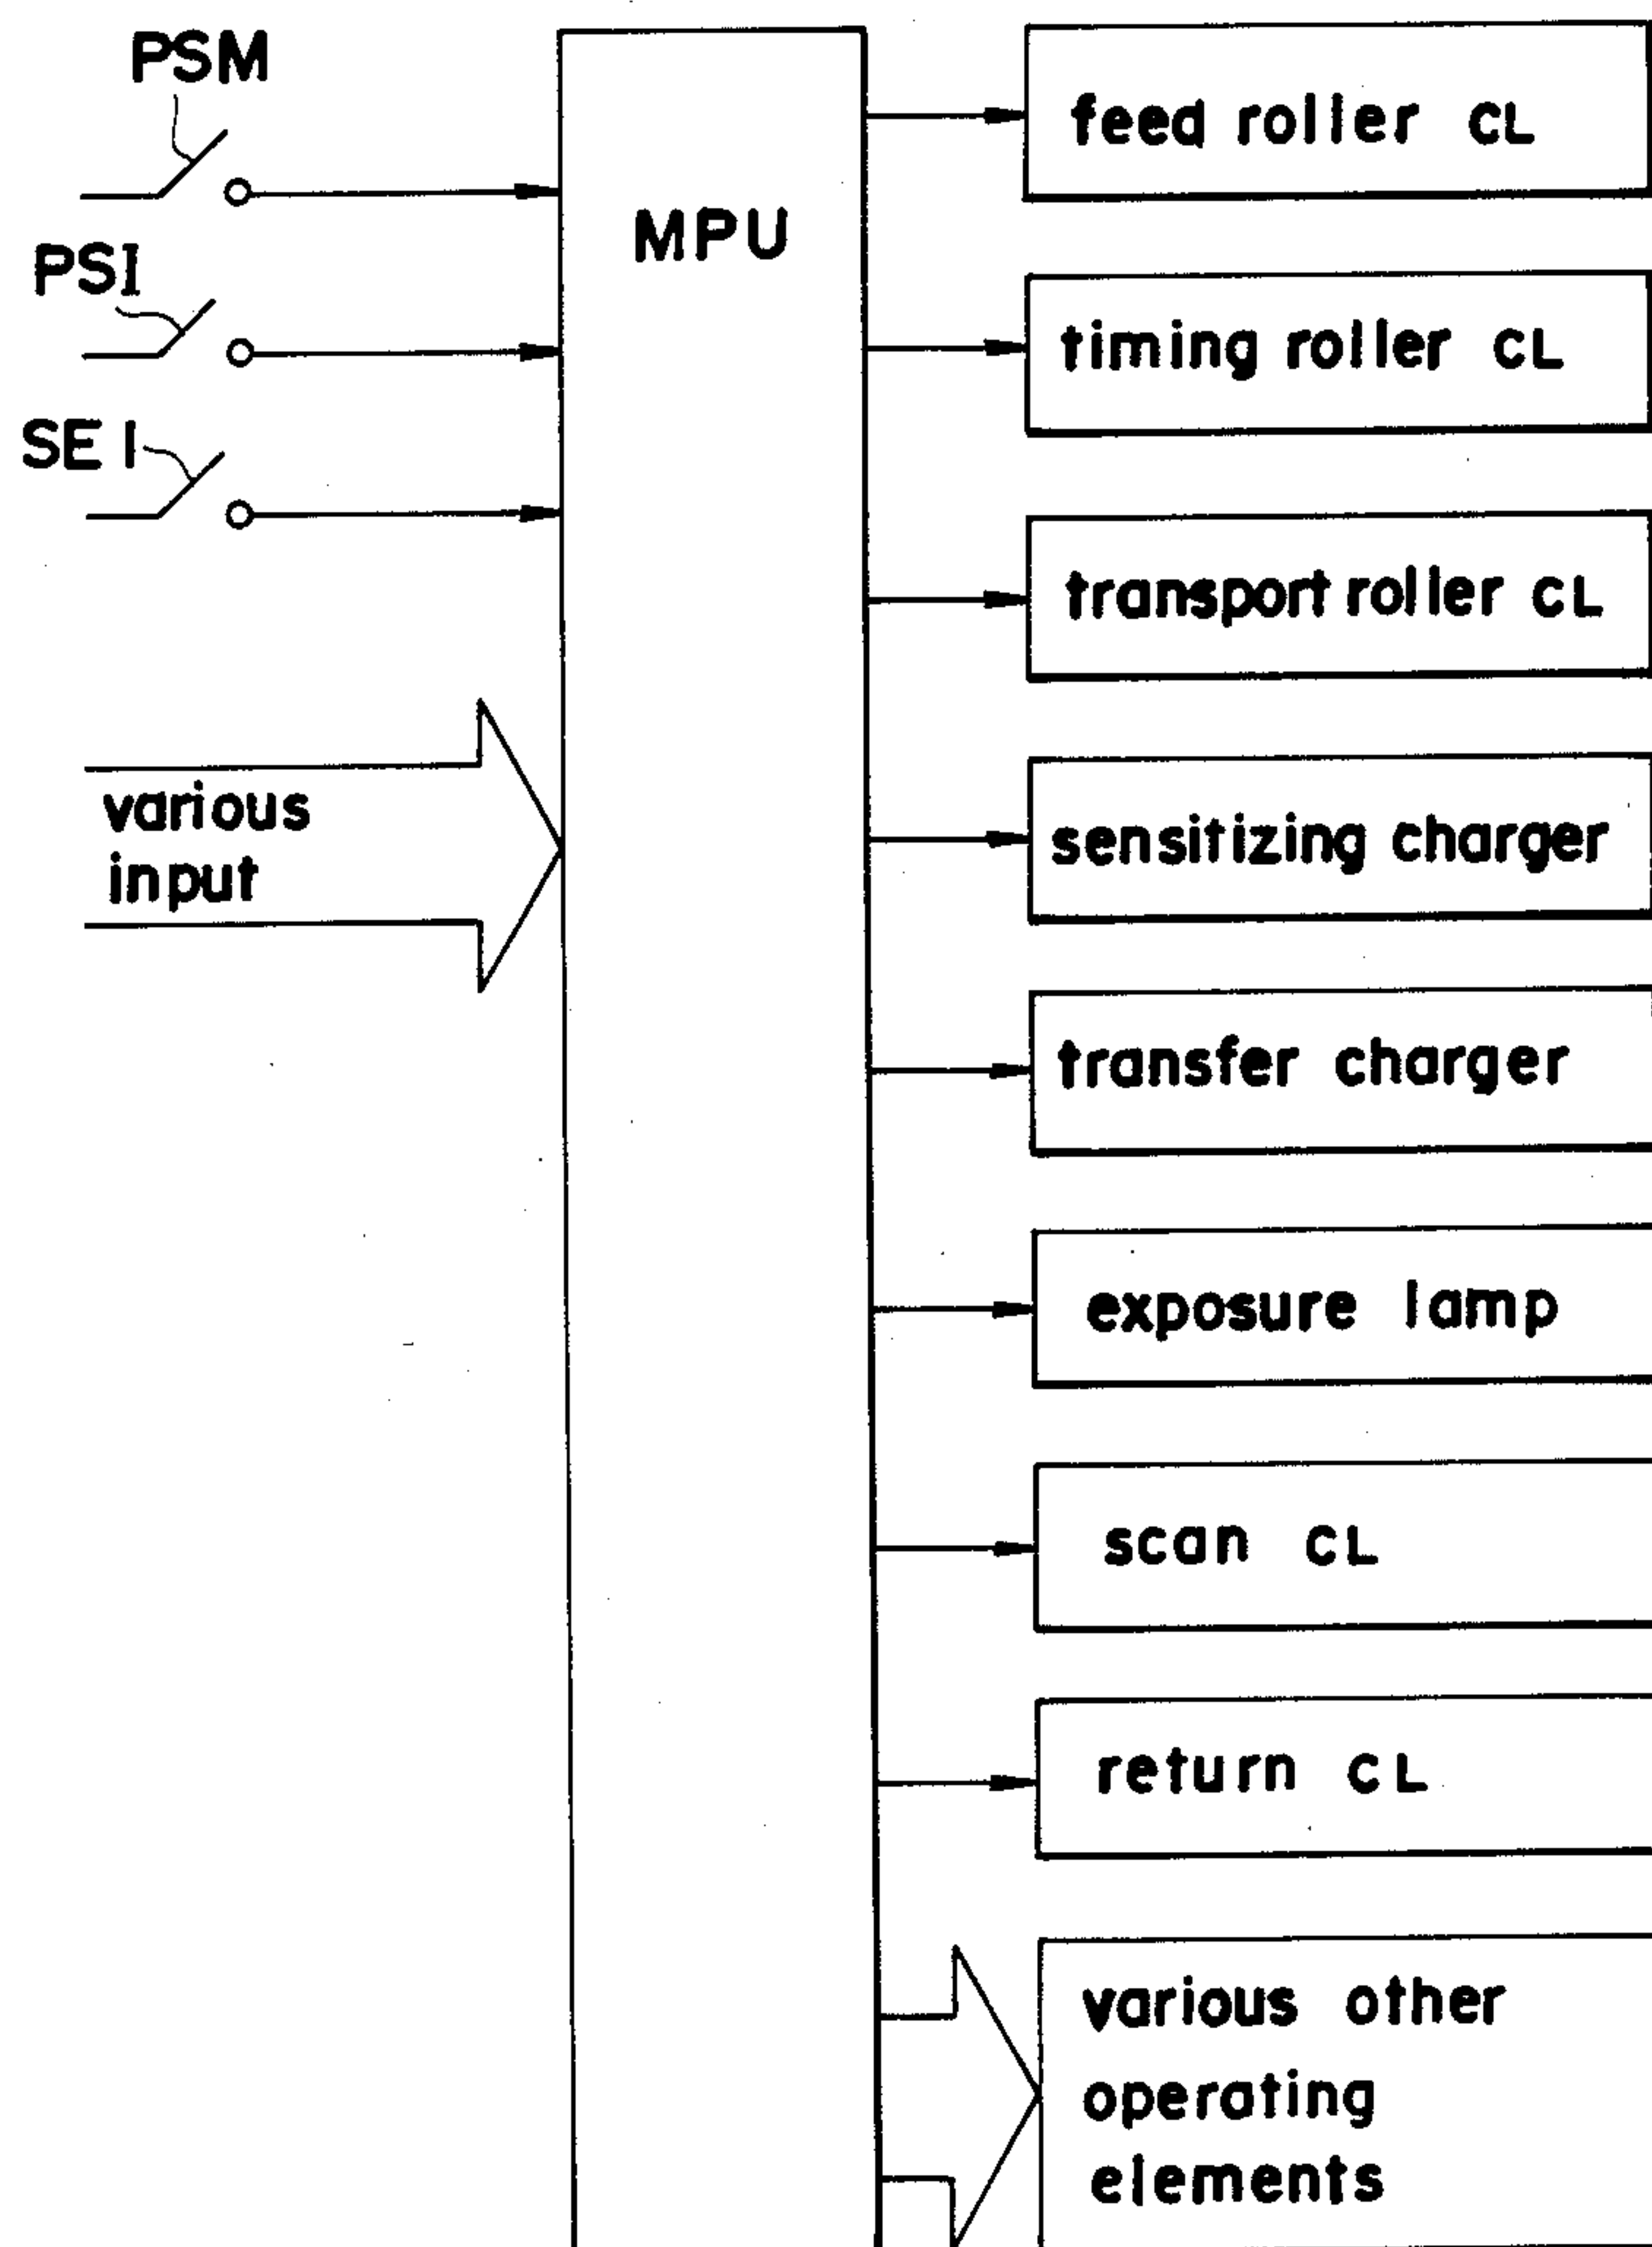 PSM
PSI
SE 1
various
input
MPU
feed roller CL
timing roller CL
transport roller CL
sensitizing charger
transfer charger
exposure lamp
scan CL
return CL
various other
operating
elements